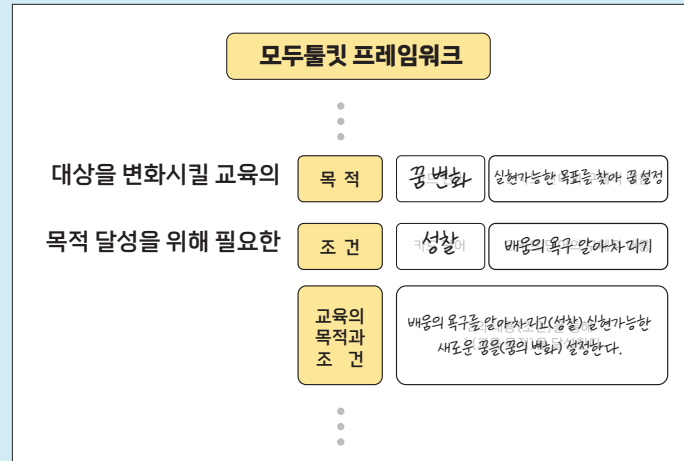 모두툴킷 프레임워크
대상을 변화시킬 교육의 목적 꿈변화 실현가능한 목표를 찾아 꿈 설정
목적 달성을 위해 필요한 조건 성찰 배움의 욕구 알아차리기
교육의
목적과
조 건
배움의 욕구를 알아차리고(성찰) 실현가능한
새로운 꿈을(꿈의 변화) 설정한다.